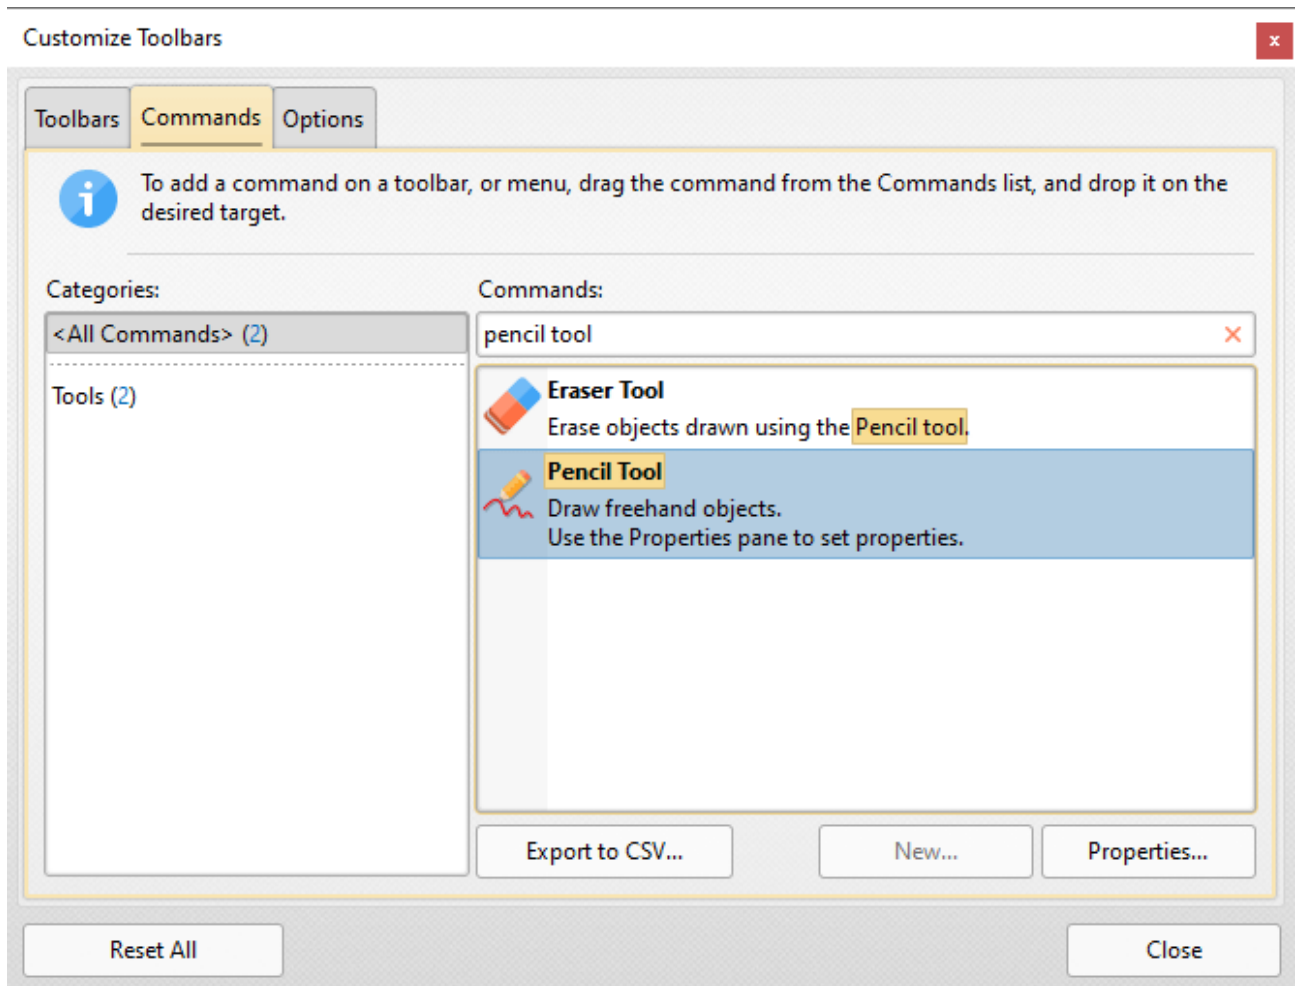 Customize Toolbars
x
Toolbars Commands Options
To add a command on a toolbar, or menu, drag the command from the Commands list, and drop it on the
desired target.
Categories:
Commands:
<All Commands> (2)
pencil tool
Tools (2)
Eraser Tool
Erase objects drawn using the Pencil tool.
Pencil Tool
Draw freehand objects.
Use the Properties pane to set properties.
Export to CSV...
New...
Properties...
Reset All
Close